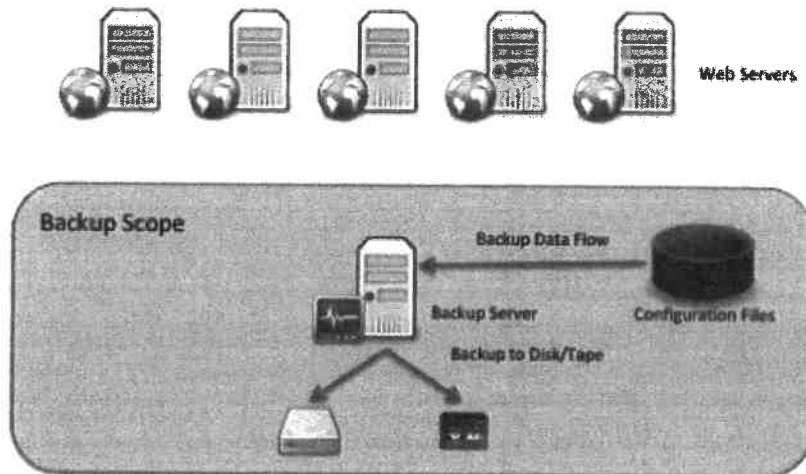 Web Servers
Backup Scope
Backup Data Flow
Backup Server
Configuration Files
Backup to Disk/Tape